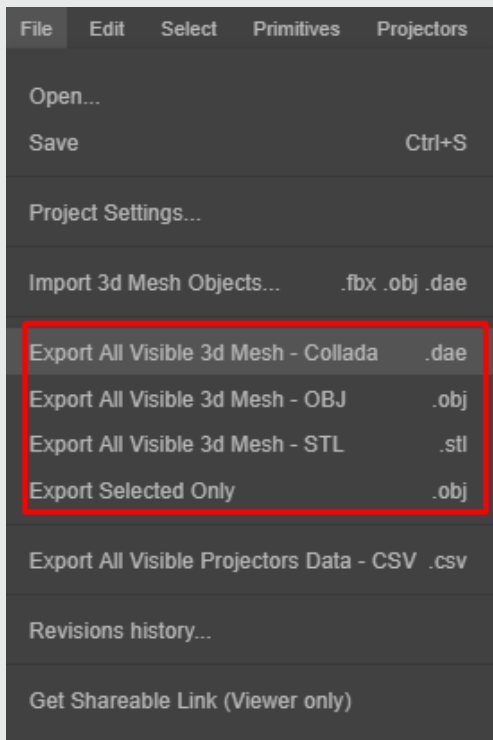 File Edit Select Primitives Projectors
Open...
Save Ctrl+S
Project Settings...
Import 3d Mesh Objects... .fbx .obj .dae
Export All Visible 3d Mesh - Collada .dae
Export All Visible 3d Mesh - OBJ .obj
Export All Visible 3d Mesh - STL .stl
Export Selected Only .obj
Export All Visible Projectors Data - CSV .csv
Revisions history...
Get Shareable Link (Viewer only)